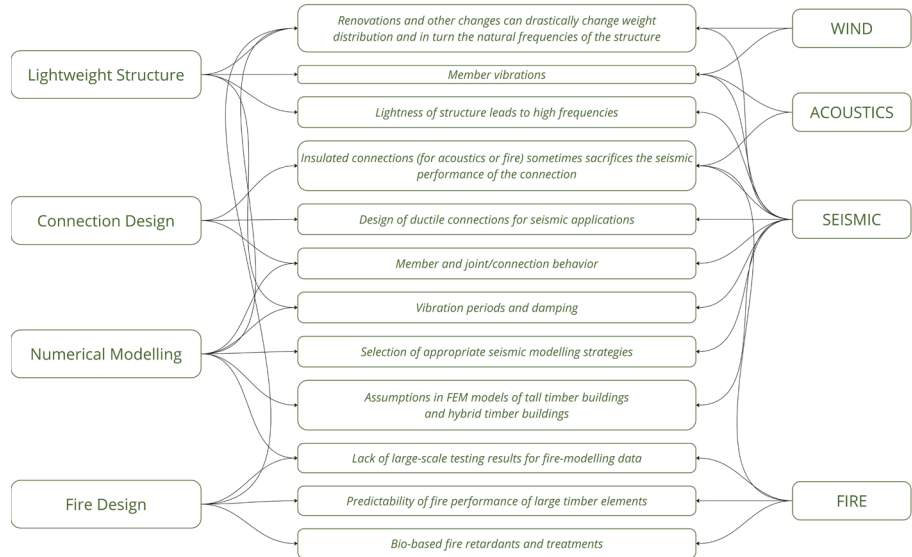 Lightweight Structure
Connection Design
Numerical Modelling
Fire Design
Renovations and other changes can drastically change weight
distribution and in turn the natural frequencies of the structure
Member vibrations
Lightness of structure leads to high frequencies
Insulated connections (for acoustics or fire) sometimes sacrifices the seismic
performance of the connection
Design of ductile connections for seismic applications
Member and joint/connection behavior
Vibration periods and damping
Selection of appropriate seismic modelling strategies
Assumptions in FEM models of tall timber buildings
and hybrid timber buildings
Lack of large-scale testing results for fire-modelling data
Predictability of fire performance of large timber elements
Bio-based fire retardants and treatments
WIND
ACOUSTICS
SEISMIC
FIRE